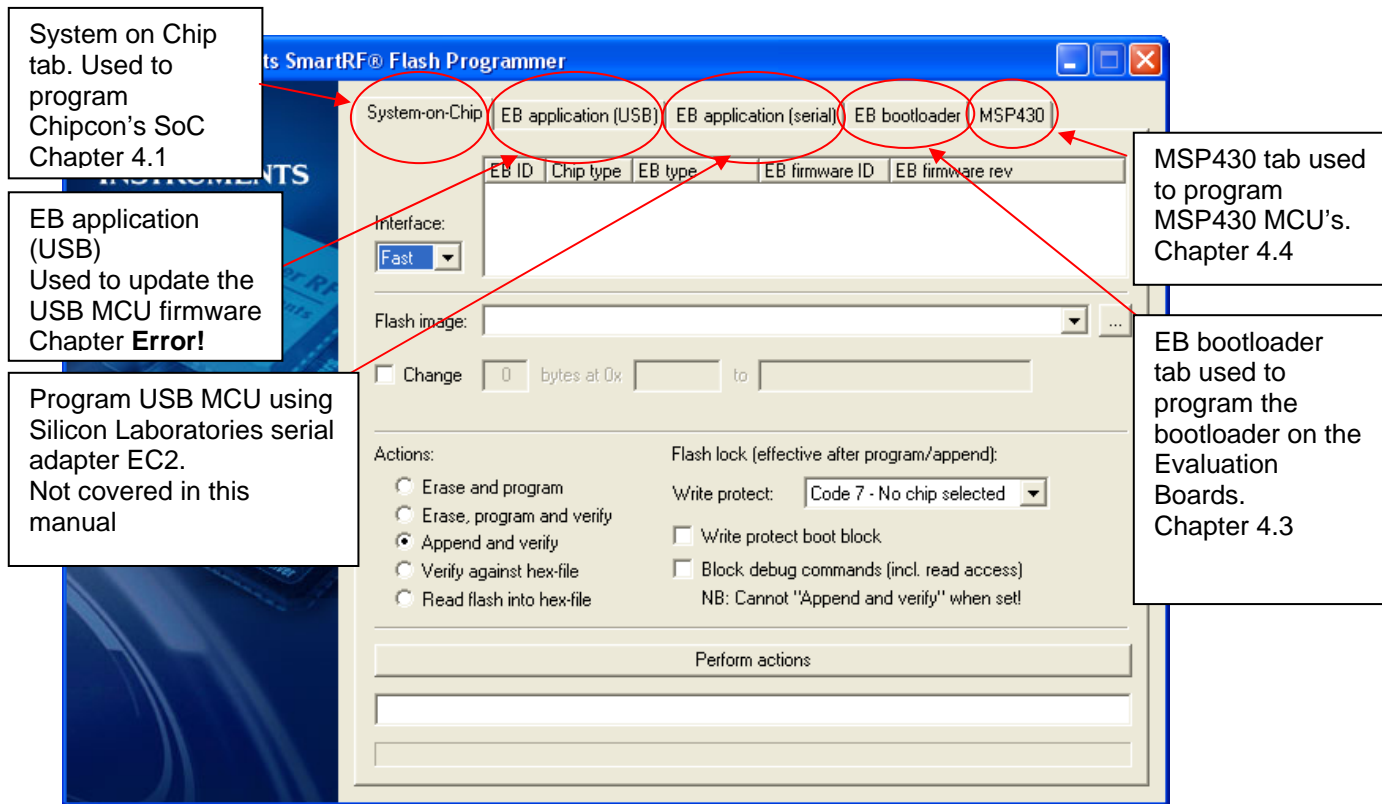 System on Chip
tab. Used to
program
Chipcon's SoC
Chapter 4.1
EB application
(USB)
Used to update the
USB MCU firmware
Chapter Error!
Program USB MCU using
Silicon Laboratories serial
adapter EC2.
Not covered in this
manual
ts SmartRF® Flash Programmer
INSTRUMENTS
System-on-Chip
EB application (USB)
EB application (serial)
EB bootloader
MSP430
EB ID
Chip type
EB type
EB firmware ID
EB firmware rev
Interface:
Fast
Flash image:
...
Change
0
bytes at 0x
to
Actions:
Erase and program
Erase, program and verify
Append and verify
Verify against hex-file
Read flash into hex-file
Flash lock (effective after program/append):
Write protect:
Code 7 - No chip selected
Write protect boot block
Block debug commands (incl. read access)
NB: Cannot "Append and verify" when set!
Perform actions
MSP430 tab used
to program
MSP430 MCU's.
Chapter 4.4
EB bootloader
tab used to
program the
bootloader on the
Evaluation
Boards.
Chapter 4.3